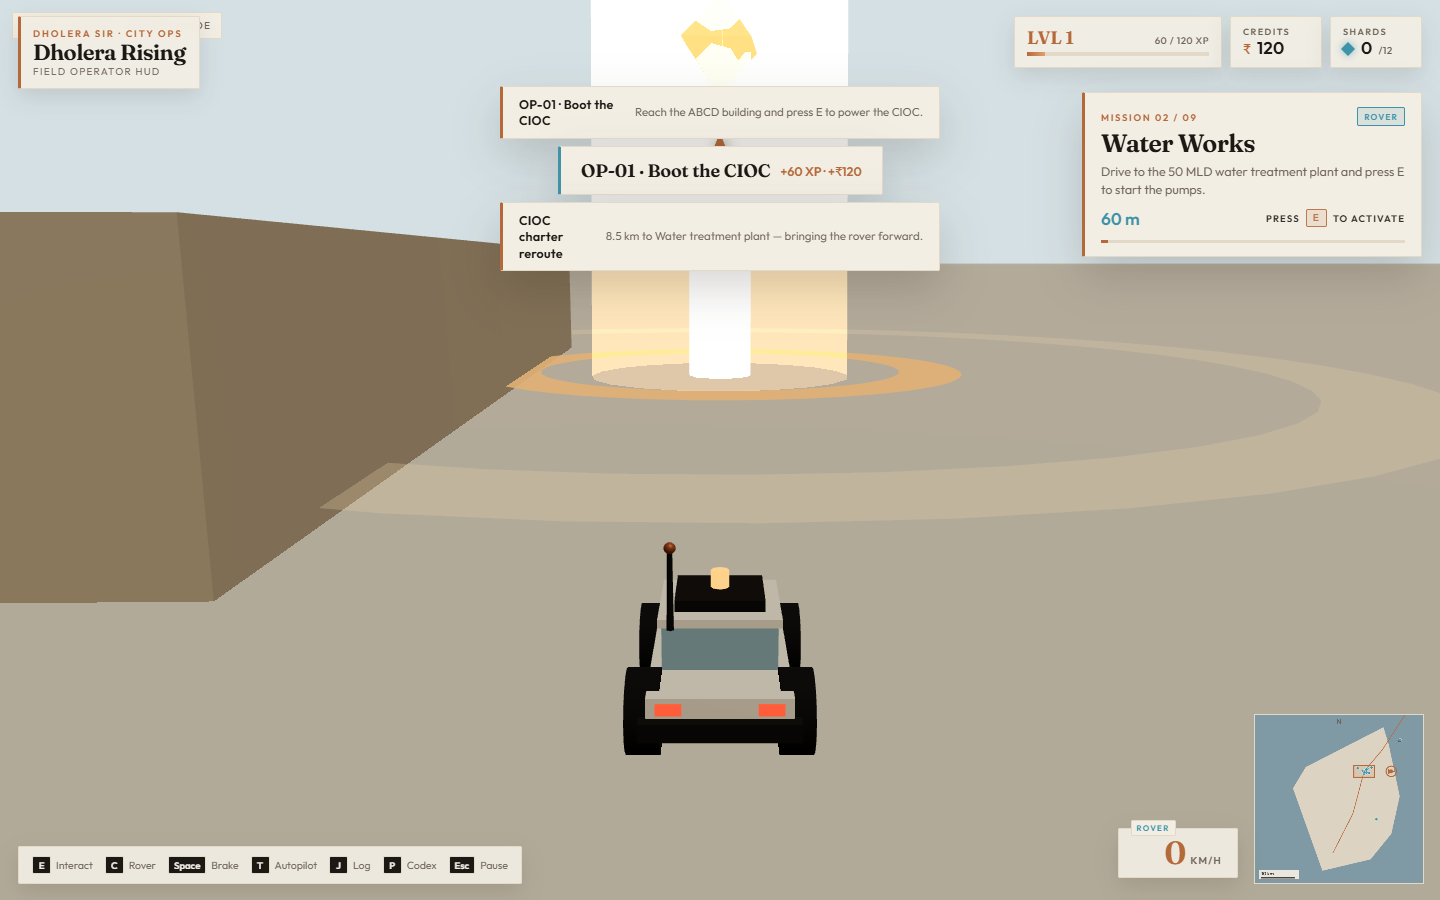 DHOLERA SIR · CITY OPS
Dholera Rising
FIELD OPERATOR HUD
LVL 1
60 / 120 XP
CREDITS
₹ 120
SHARDS
0 /12
OP-01 · Boot the
CIOC
Reach the ABCD building and press E to power the CIOC.
OP-01 · Boot the CIOC +60 XP · +₹120
CIOC
charter
reroute
8.5 km to Water treatment plant — bringing the rover forward.
MISSION 02 / 09
ROVER
Water Works
Drive to the 50 MLD water treatment plant and press E
to start the pumps.
60 m
PRESS E TO ACTIVATE
N
ROVER
0 KM/H
E Interact C Rover Space Brake T Autopilot J Log P Codex Esc Pause